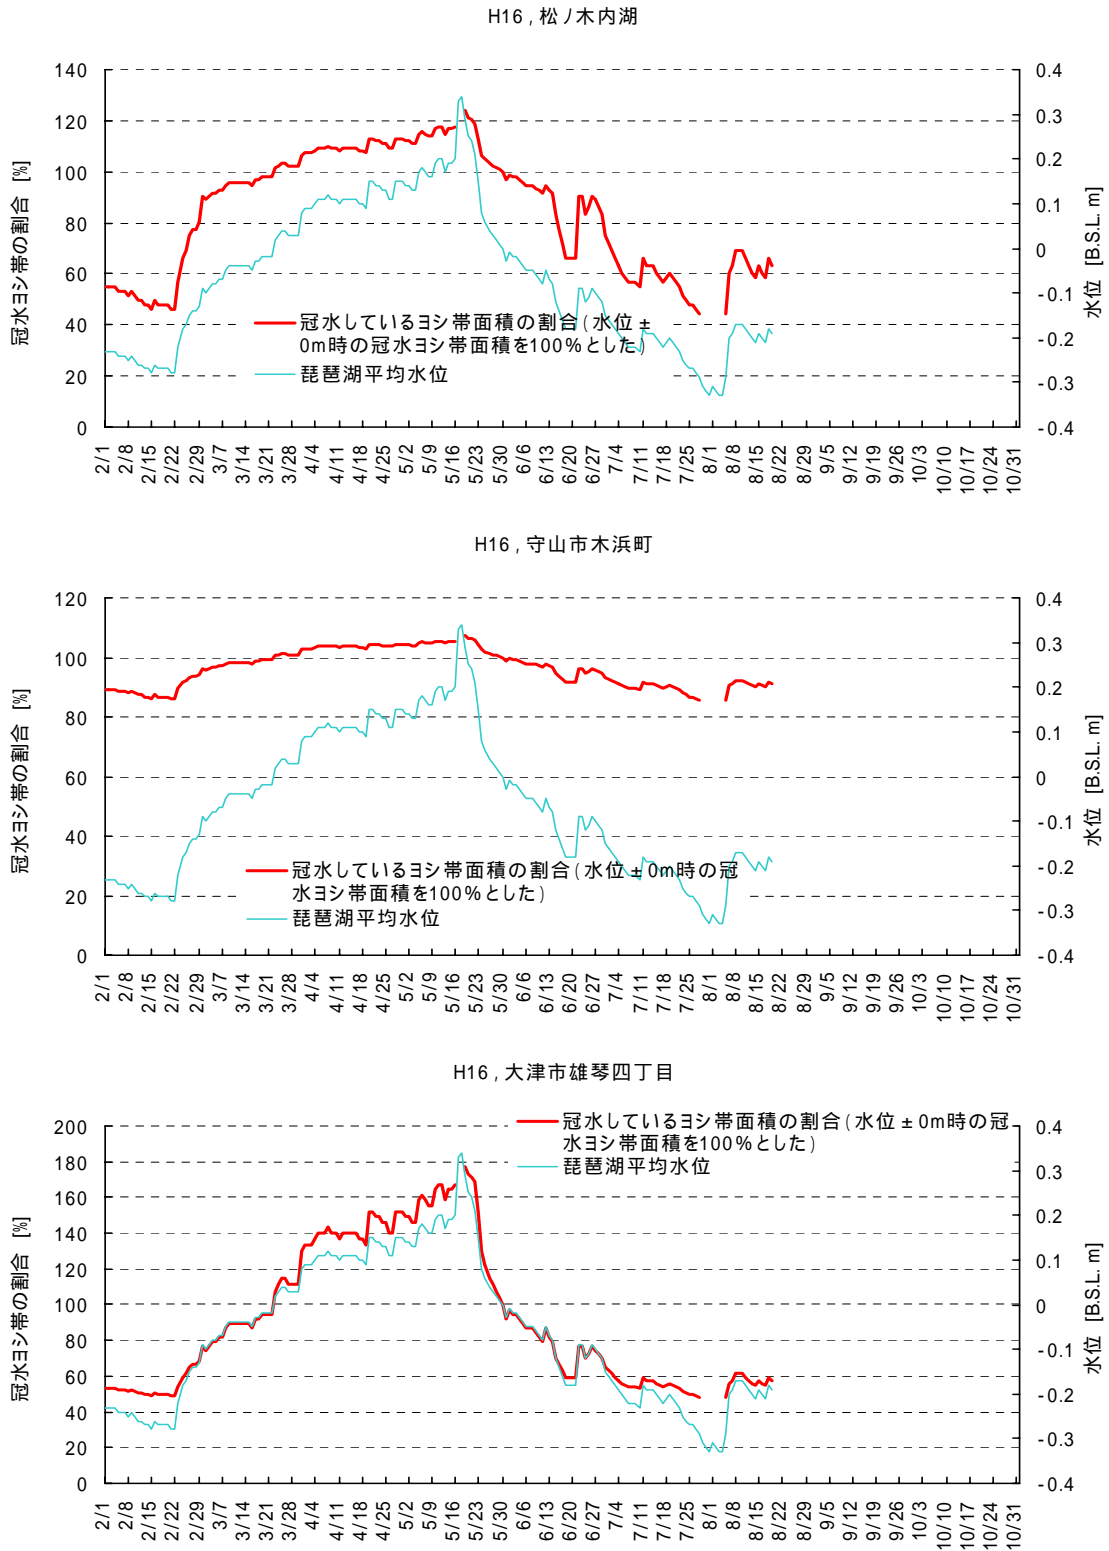 H16 , 松ノ木内湖
140
120
100
80
60
40
20
0
0.4
0.3
0.2
0.1
0
-0.1
-0.2
-0.3
-0.4
冠水ヨシ帯の割合 [%]
水位 [B.S.L. m]
冠水しているヨシ帯面積の割合(水位±
0m時の冠水ヨシ帯面積を100%とした)
琵琶湖平均水位
2/1 2/8 2/15 2/22 2/29 3/7 3/14 3/21 3/28 4/4 4/11 4/18 4/25 5/2 5/9 5/16 5/23 5/30 6/6 6/13 6/20 6/27 7/4 7/11 7/18 7/25 8/1 8/8 8/15 8/22 8/29 9/5 9/12 9/19 9/26 10/3 10/10 10/17 10/24 10/31
H16 , 守山市木浜町
120
100
80
60
40
20
0
0.4
0.3
0.2
0.1
0
-0.1
-0.2
-0.3
-0.4
冠水ヨシ帯の割合 [%]
水位 [B.S.L. m]
冠水しているヨシ帯面積の割合(水位±0m時の冠
水ヨシ帯面積を100%とした)
琵琶湖平均水位
2/1 2/8 2/15 2/22 2/29 3/7 3/14 3/21 3/28 4/4 4/11 4/18 4/25 5/2 5/9 5/16 5/23 5/30 6/6 6/13 6/20 6/27 7/4 7/11 7/18 7/25 8/1 8/8 8/15 8/22 8/29 9/5 9/12 9/19 9/26 10/3 10/10 10/17 10/24 10/31
H16 , 大津市雄琴四丁目
冠水しているヨシ帯面積の割合(水位±0m時の冠
水ヨシ帯面積を100%とした)
琵琶湖平均水位
200
180
160
140
120
100
80
60
40
20
0
0.4
0.3
0.2
0.1
0
-0.1
-0.2
-0.3
-0.4
冠水ヨシ帯の割合 [%]
水位 [B.S.L. m]
2/1 2/8 2/15 2/22 2/29 3/7 3/14 3/21 3/28 4/4 4/11 4/18 4/25 5/2 5/9 5/16 5/23 5/30 6/6 6/13 6/20 6/27 7/4 7/11 7/18 7/25 8/1 8/8 8/15 8/22 8/29 9/5 9/12 9/19 9/26 10/3 10/10 10/17 10/24 10/31